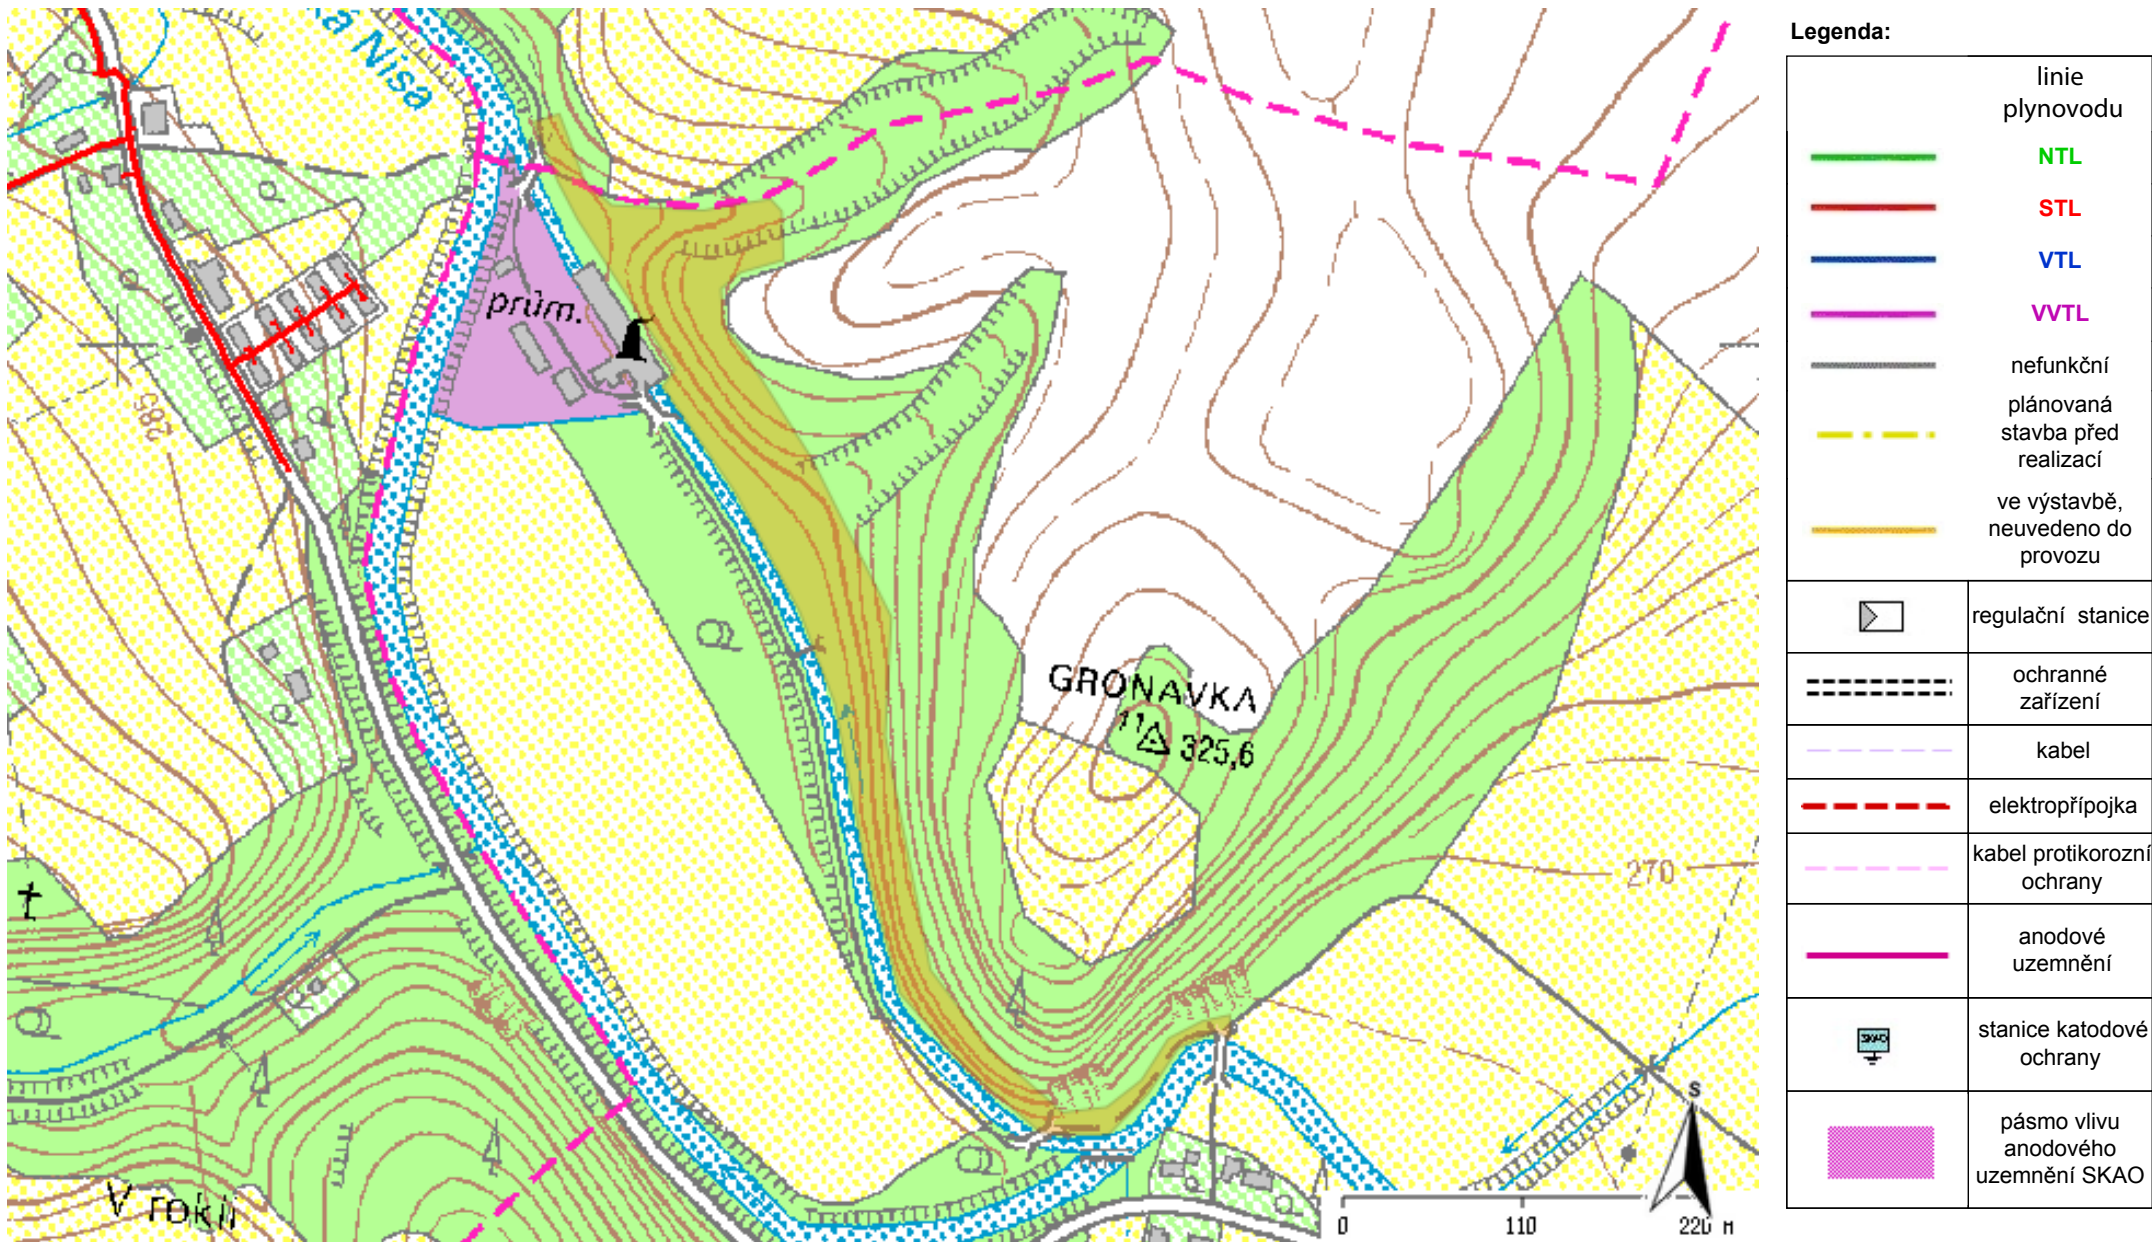 Legenda:
linie
plynovodu
NTL
STL
VTL
VVTL
nefunkční
plánovaná
stavba před
realizací
ve výstavbě,
neuvedeno do
provozu
regulační stanice
ochranné
zařízení
kabel
elektropřípojka
kabel protikorozní
ochrany
anodové
uzemnění
SKAO
stanice katodové
ochrany
pásmo vlivu
anodového
uzemnění SKAO
Nisa
prům.
285
GRONAVKA
11 325,6
270
V rokli
S
0 110 220 m